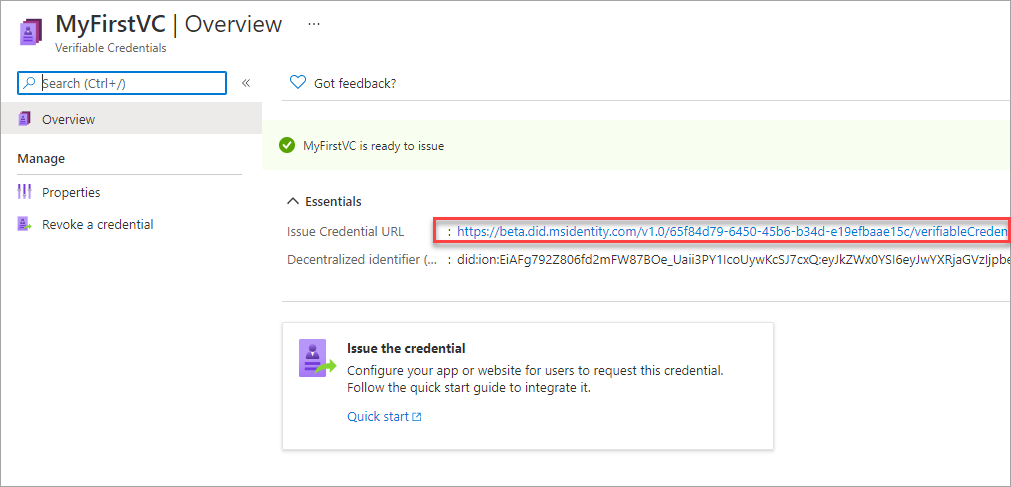 MyFirstVC | Overview ...
Verifiable Credentials
Search (Ctrl+/) «
Got feedback?
Overview
MyFirstVC is ready to issue
Manage
Properties
Revoke a credential
Essentials
Issue Credential URL : https://beta.did.msidentity.com/v1.0/65f84d79-6450-45b6-b34d-e19efbaae15c/verifiableCreden
Decentralized identifier (... : did:ion:EiAFg792Z806fd2mFW87BOe_Uaii3PY1IcoUywKcSJ7cxQ:eyJkZWx0YSI6eyJwYXRjaGVzIjpbe
Issue the credential
Configure your app or website for users to request this credential.
Follow the quick start guide to integrate it.
Quick start